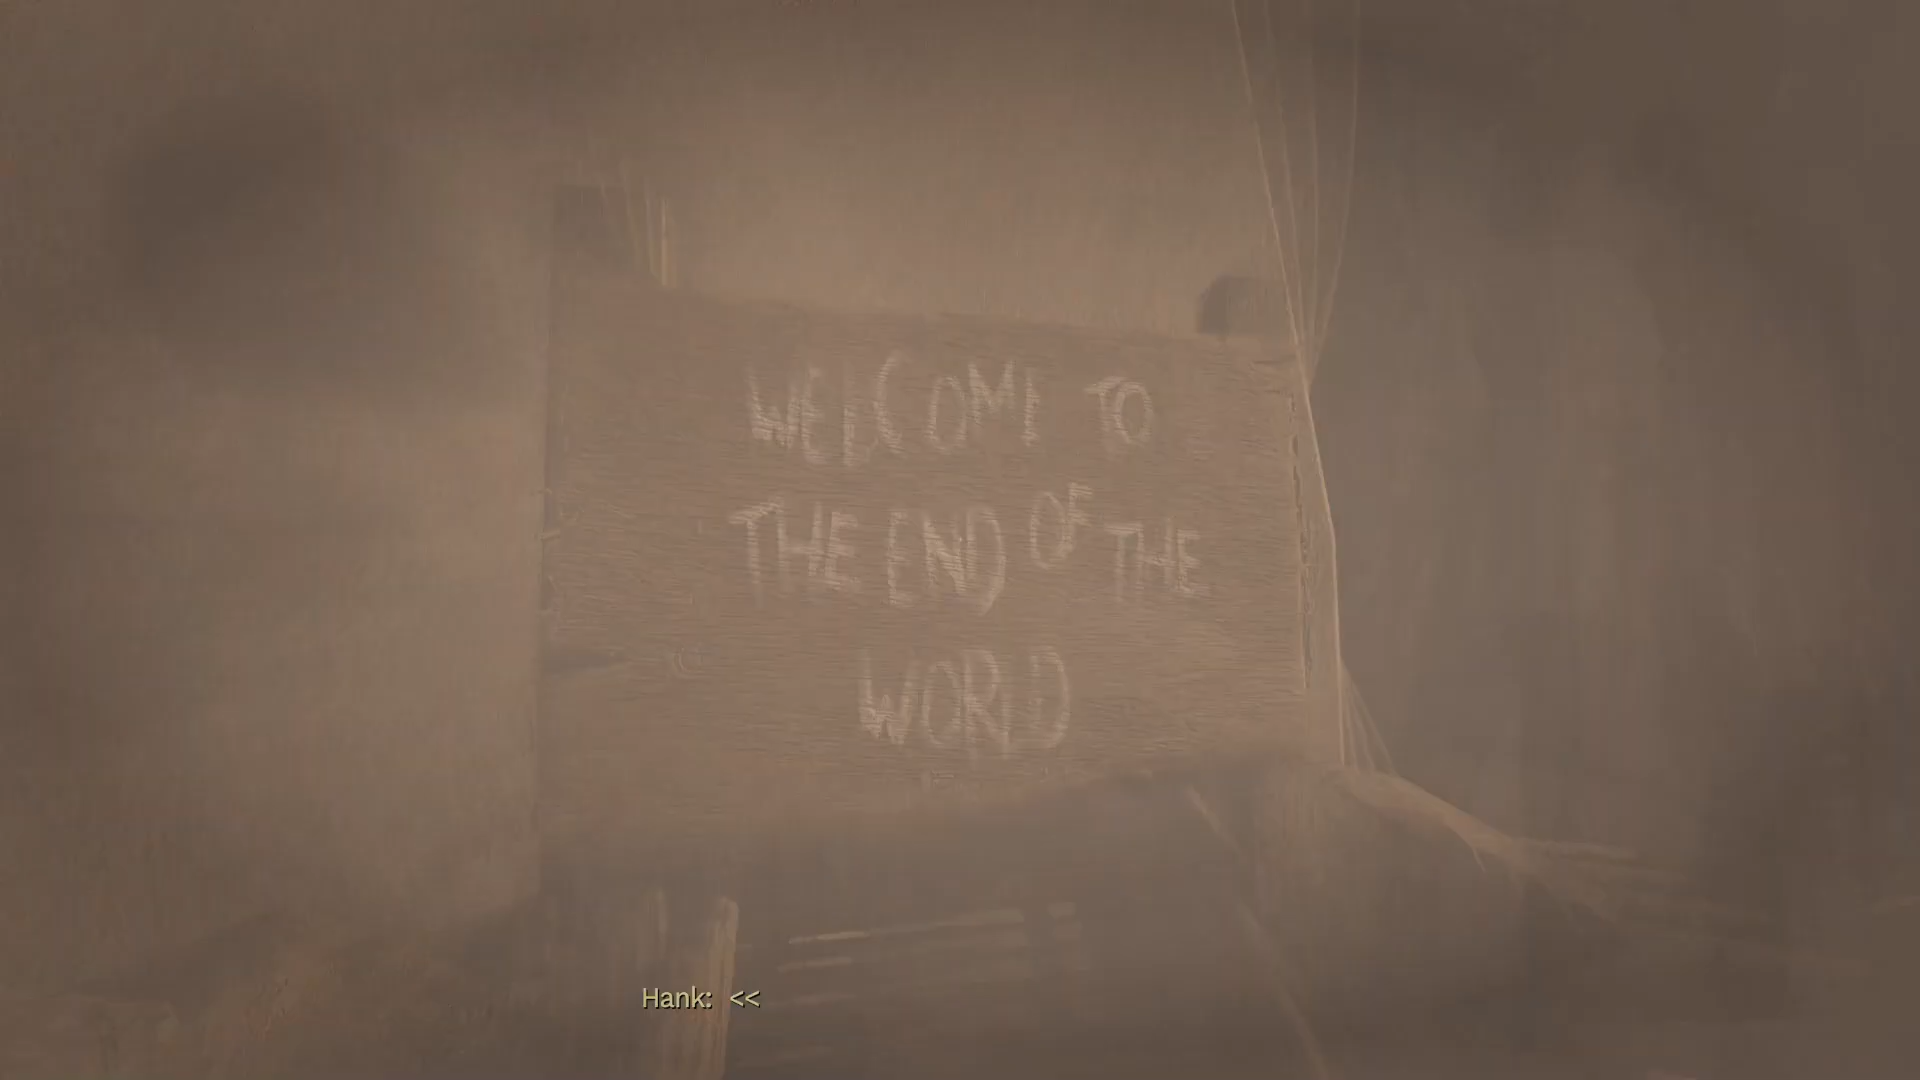 WELCOME TO
THE END OF THE
WORLD
Hank: <<